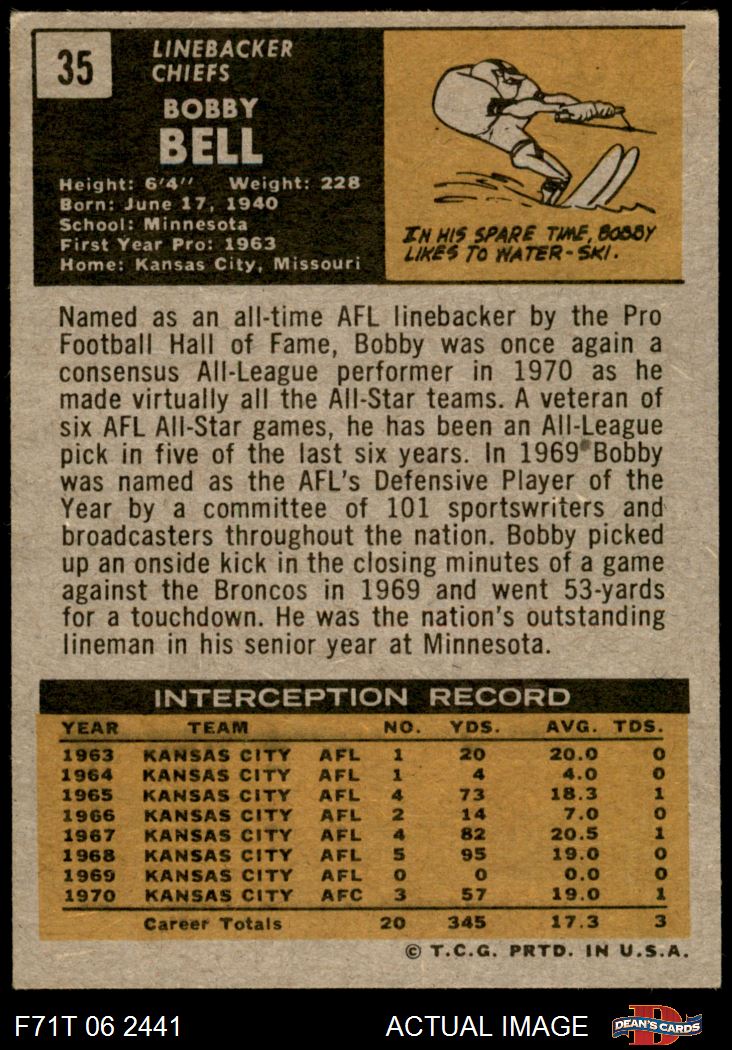 35
LINEBACKER
CHIEFS
BOBBY
BELL
Height: 6'4'' Weight: 228
Born: June 17, 1940
School: Minnesota
First Year Pro: 1963
Home: Kansas City, Missouri
IN HIS SPARE TIME, BOBBY
LIKES TO WATER-SKI.
Named as an all-time AFL linebacker by the Pro
Football Hall of Fame, Bobby was once again a
consensus All-League performer in 1970 as he
made virtually all the All-Star teams. A veteran of
six AFL All-Star games, he has been an All-League
pick in five of the last six years. In 1969 Bobby
was named as the AFL's Defensive Player of the
Year by a committee of 101 sportswriters and
broadcasters throughout the nation. Bobby picked
up an onside kick in the closing minutes of a game
against the Broncos in 1969 and went 53-yards
for a touchdown. He was the nation's outstanding
lineman in his senior year at Minnesota.
INTERCEPTION RECORD
YEAR TEAM NO. YDS. AVG. TDS.
1963 KANSAS CITY AFL 1 20 20.0 0
1964 KANSAS CITY AFL 1 4 4.0 0
1965 KANSAS CITY AFL 4 73 18.3 1
1966 KANSAS CITY AFL 2 14 7.0 0
1967 KANSAS CITY AFL 4 82 20.5 1
1968 KANSAS CITY AFL 5 95 19.0 0
1969 KANSAS CITY AFL 0 0 0.0 0
1970 KANSAS CITY AFC 3 57 19.0 1
Career Totals 20 345 17.3 3
© T.C.G. PRTD. IN U.S.A.
F71T 06 2441 ACTUAL IMAGE D DEAN'S CARDS